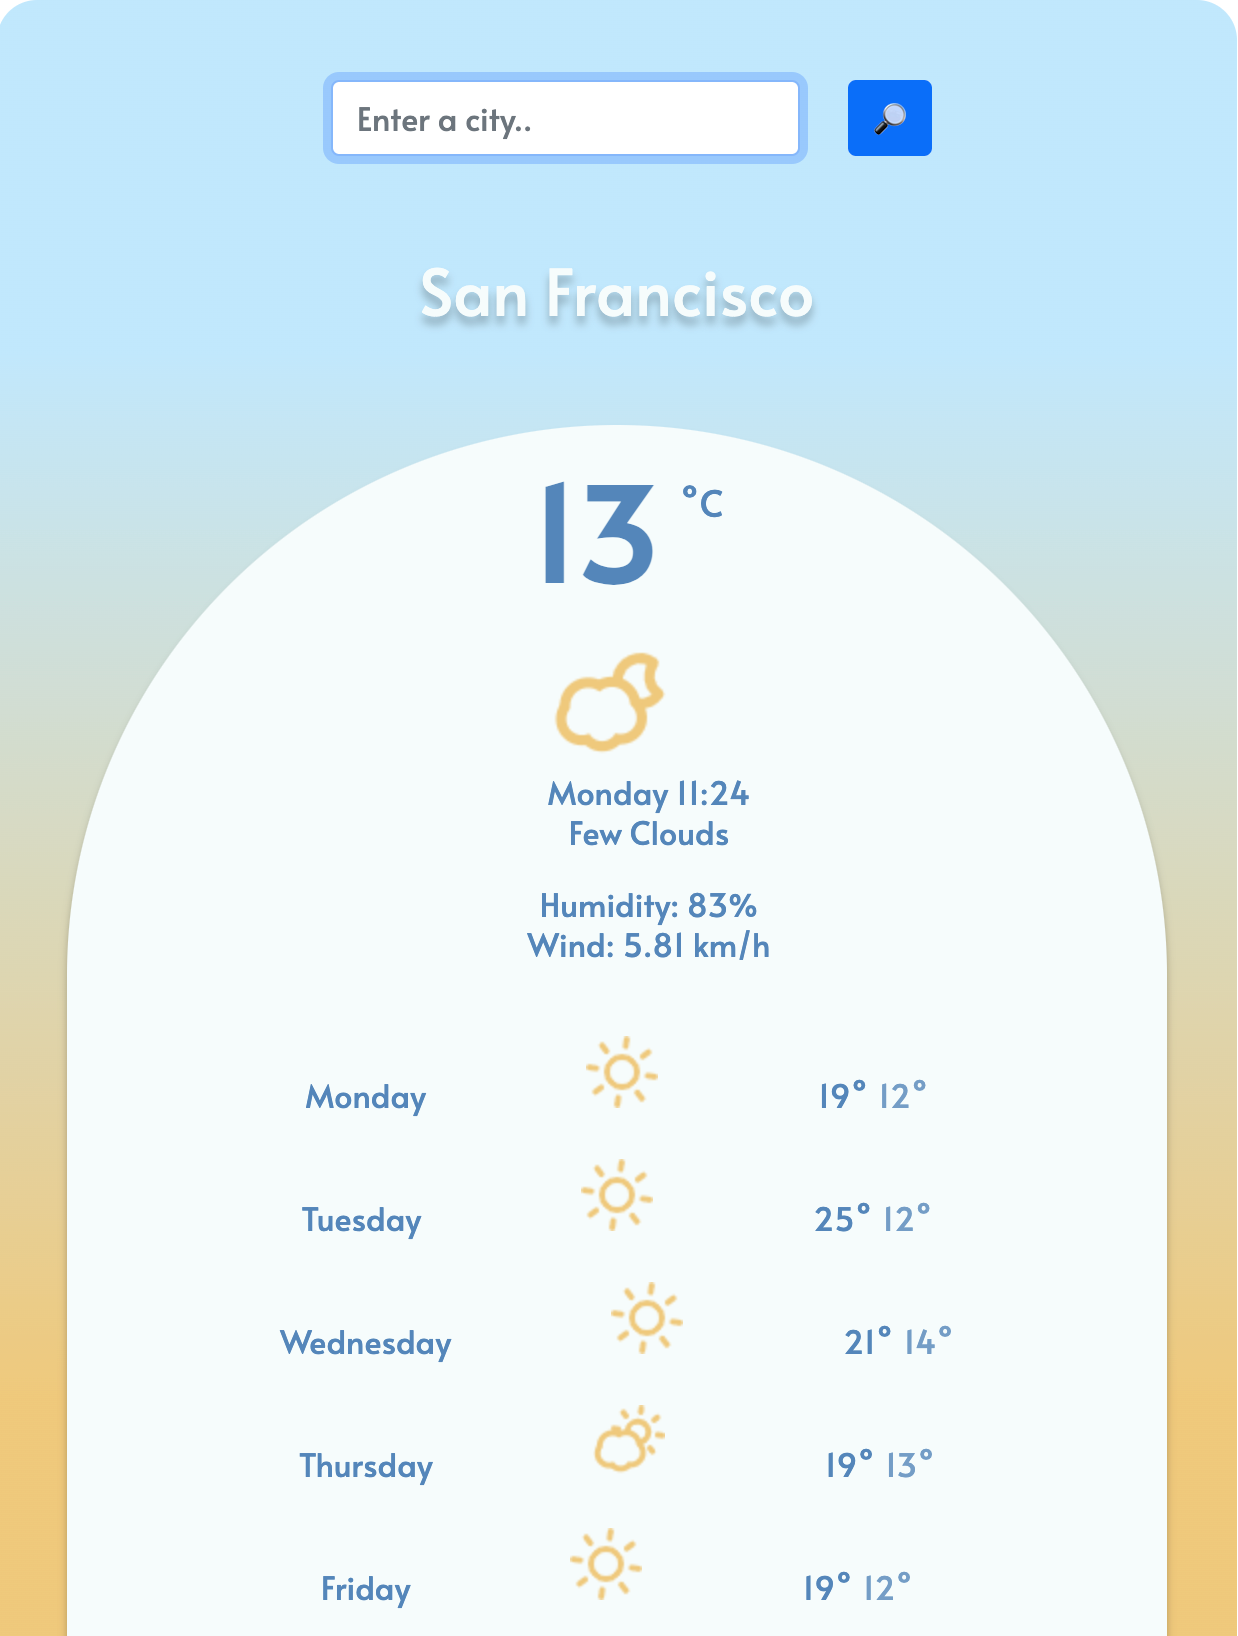 Enter a city..
San Francisco
13 °C
Monday 11:24
Few Clouds
Humidity: 83%
Wind: 5.81 km/h
Monday 19° 12°
Tuesday 25° 12°
Wednesday 21° 14°
Thursday 19° 13°
Friday 19° 12°